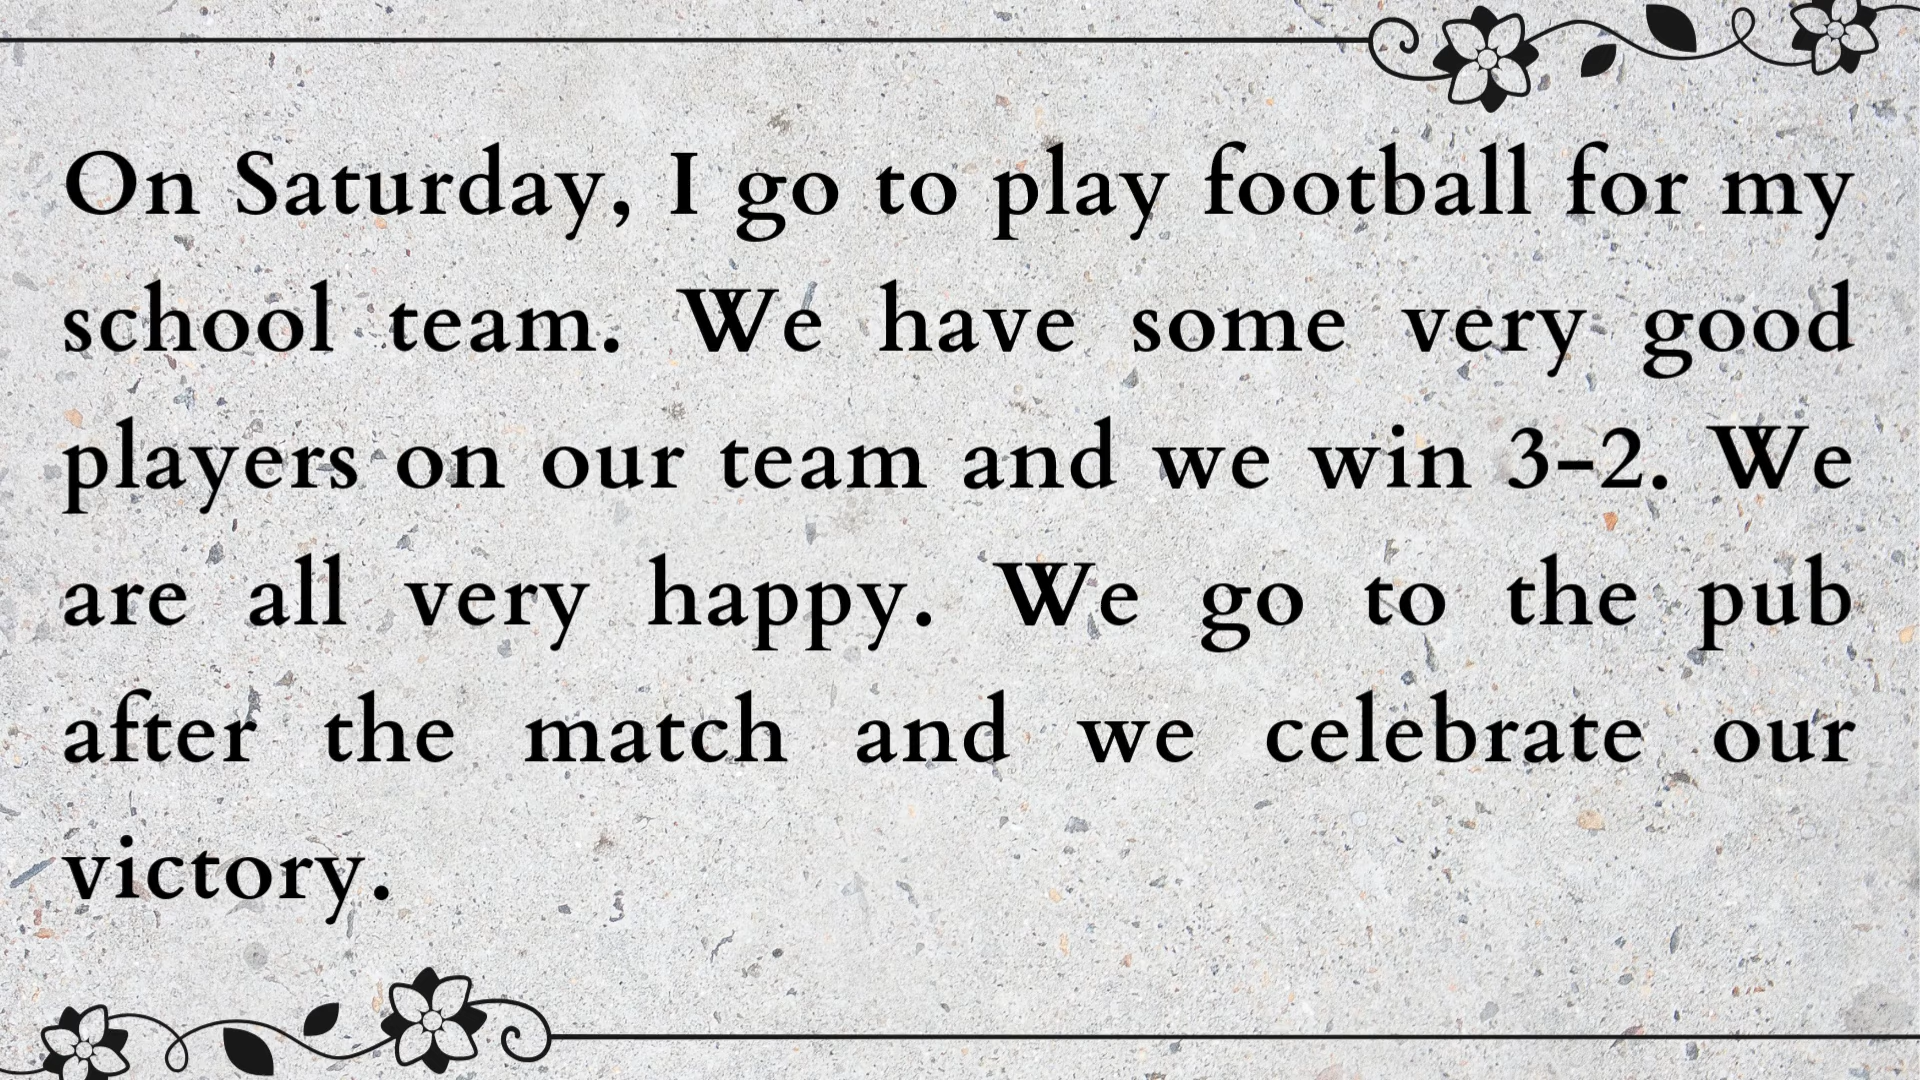 On Saturday, I go to play football for my
school team. We have some very good
players on our team and we win 3-2. We
are all very happy. We go to the pub
after the match and we celebrate our
victory.